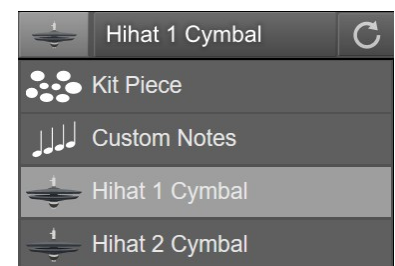 Hihat 1 Cymbal
Kit Piece
Custom Notes
Hihat 1 Cymbal
Hihat 2 Cymbal